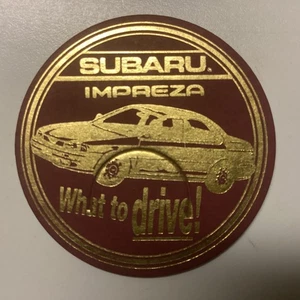 SUBARU.
IMPREZA
What to drive!